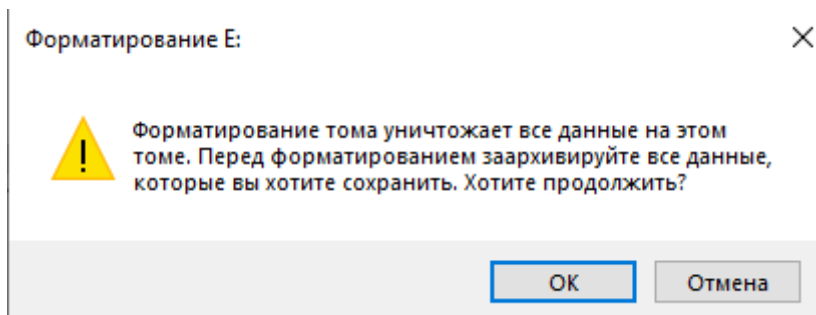 Форматирование E:
Форматирование тома уничтожает все данные на этом
томе. Перед форматированием заархивируйте все данные,
которые вы хотите сохранить. Хотите продолжить?
ОК
Отмена